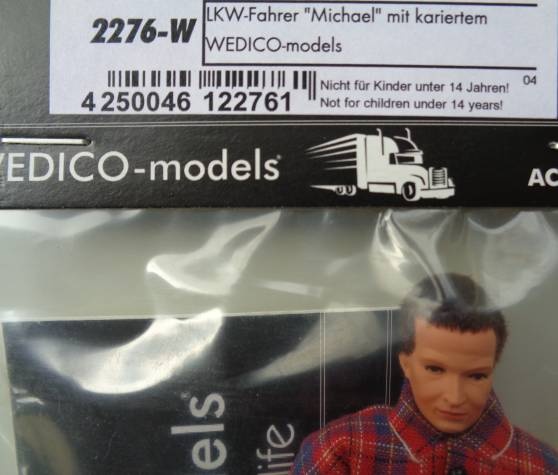 2276-W
LKW-Fahrer "Michael" mit kariertem
WEDICO-models
4 250046 122761
Nicht für Kinder unter 14 Jahren!
Not for children under 14 years!
04
WEDICO-models
AC
els
ife